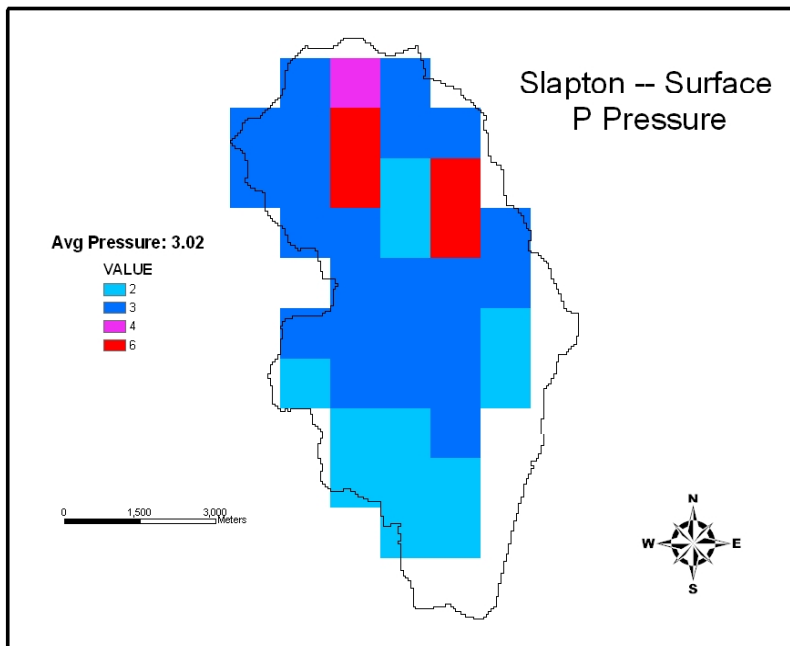 Slapton -- Surface
P Pressure
Avg Pressure: 3.02
VALUE
2
3
4
6
0 1,500 3,000
Meters
N
W E
S